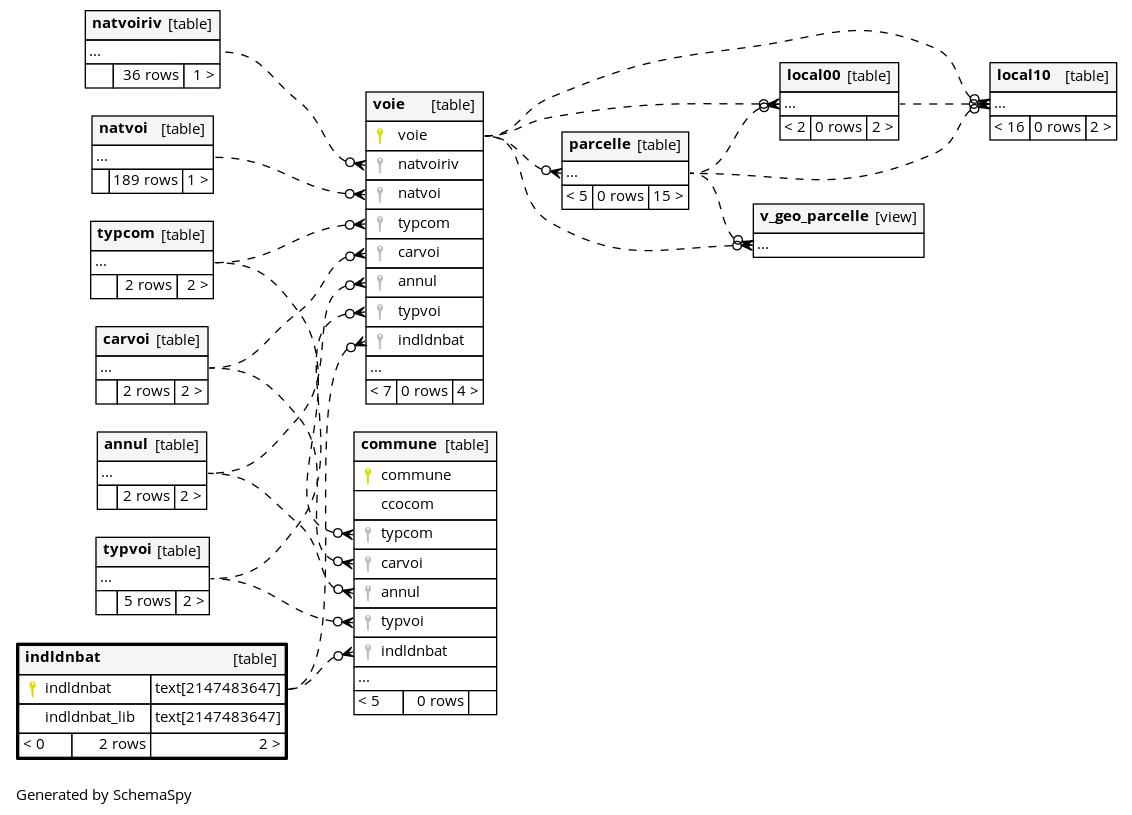 natvoiriv [table]
...
36 rows 1 >
natvoi [table]
...
189 rows 1 >
typcom [table]
...
2 rows 2 >
carvoi [table]
...
2 rows 2 >
annul [table]
...
2 rows 2 >
typvoi [table]
...
5 rows 2 >
indldnbat [table]
indldnbat text[2147483647]
indldnbat_lib text[2147483647]
< 0 2 rows 2 >
voie [table]
voie
natvoiriv
natvoi
typcom
carvoi
annul
typvoi
indldnbat
...
< 7 0 rows 4 >
commune [table]
commune
ccocom
typcom
carvoi
annul
typvoi
indldnbat
...
< 5 0 rows
parcelle [table]
...
< 5 0 rows 15 >
local00 [table]
...
< 2 0 rows 2 >
v_geo_parcelle [view]
...
local10 [table]
...
< 16 0 rows 2 >
Generated by SchemaSpy